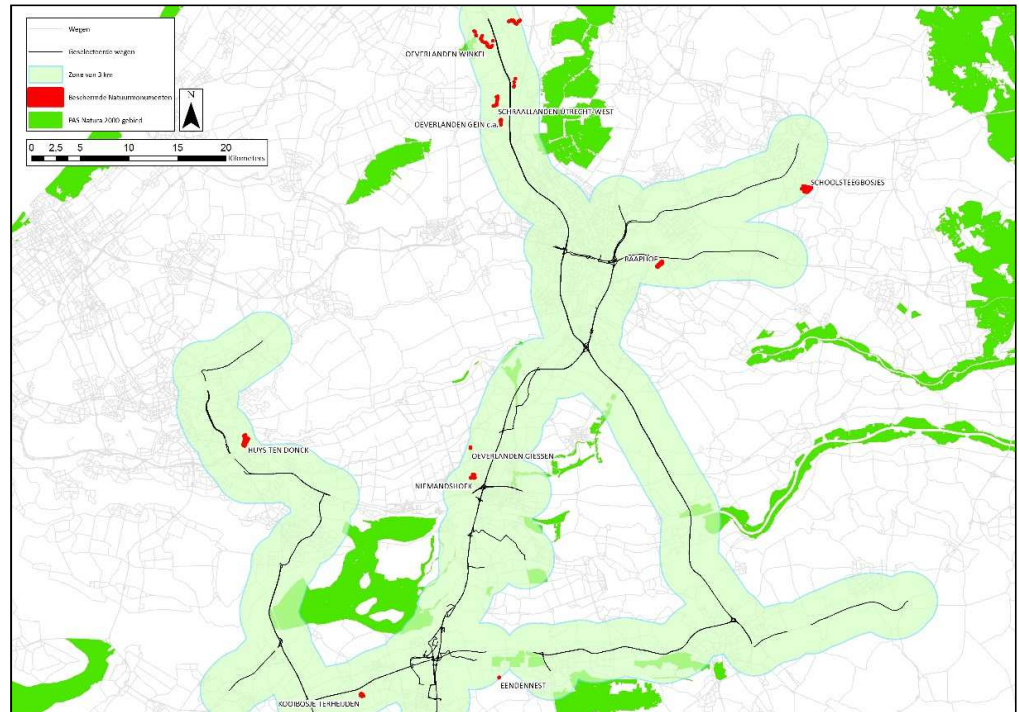 Wegen
Geselecteerde wegen
Zone van 3 km
Beschermde Natuurmonumenten
PAS Natura 2000 gebied
N
0 2.5 5 10 15 20
Kilometers
OEVERLANDEN WINKEL
SCHRAALLANDEN UTRECHT-WEST
OEVERLANDEN GEIN c.a.
SCHOOLSTEEGBOSJES
RAAPHOF
HUYS TEN DONCK
OEVERLANDEN GIESSEN
NIEMANDSHOEK
EENDENNEST
KOOIBOSJE TERHEIJDEN